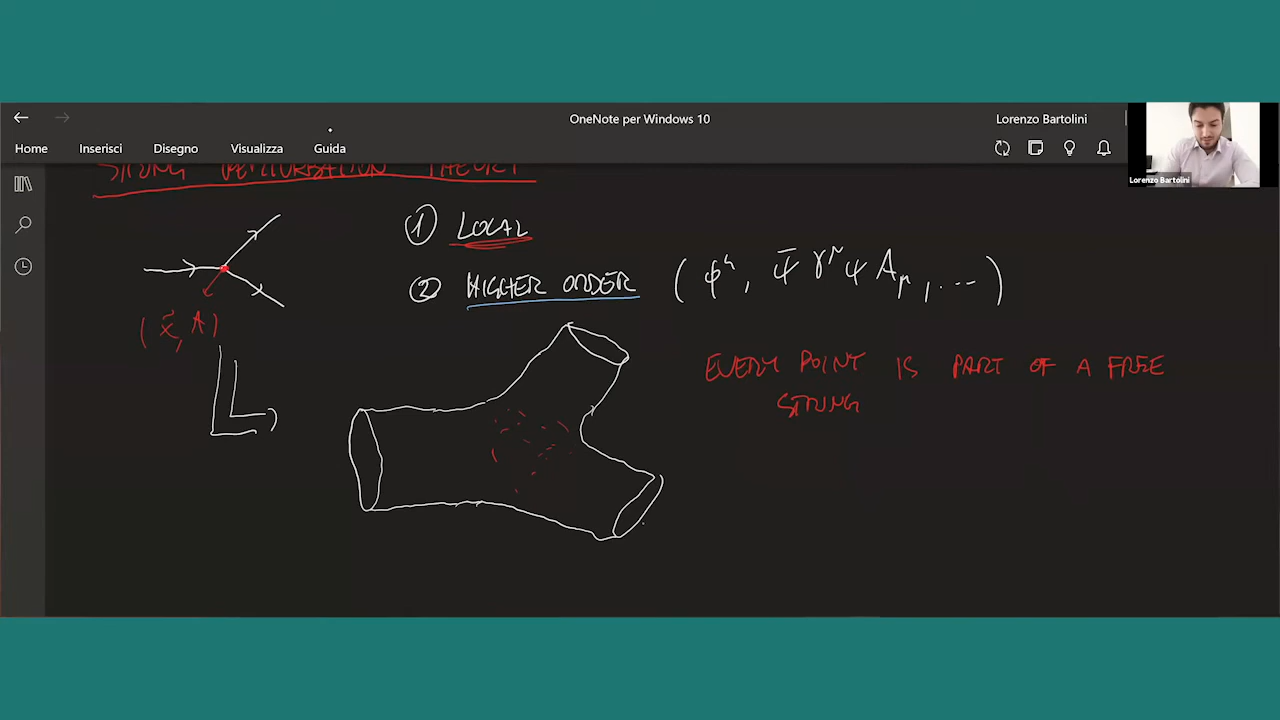 OneNote per Windows 10
Lorenzo Bartolini
Home Inserisci Disegno Visualizza Guida
Lorenzo Bartolini
STRING PERTURBATION THEORY
① LOCAL
② HIGHER ORDER ( φ⁴, ψ̄ γ^μ ψ A_μ, ... )
EVERY POINT IS PART OF A FREE
STRING